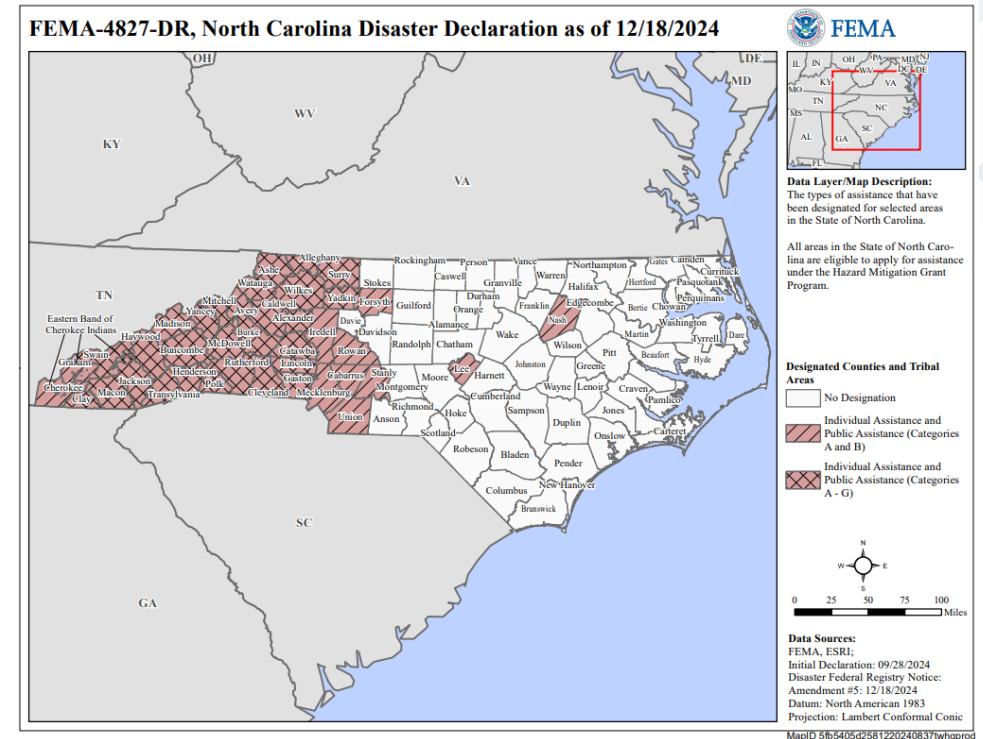 FEMA-4827-DR, North Carolina Disaster Declaration as of 12/18/2024
FEMA
OH
DE
MD
WV
KY
VA
TN
SC
GA
Alleghany
Ashe
Surry
Stokes
Rockingham
Person
Caswell
Vance
Granville
Warren
Northampton
Gates
Camden
Currituck
Pasquotank
Perquimans
Hertford
Halifax
Watauga
Wilkes
Yadkin
Forsyth
Guilford
Durham
Orange
Alamance
Franklin
Nash
Edgecombe
Bertie
Chowan
Washington
Tyrrell
Dare
Martin
Mitchell
Avery
Caldwell
Yancey
Alexander
Iredell
Davie
Davidson
Randolph
Chatham
Wake
Wilson
Pitt
Beaufort
Hyde
Eastern Band of
Cherokee Indians
Madison
Haywood
Buncombe
McDowell
Burke
Catawba
Rowan
Lincoln
Swain
Graham
Cherokee
Clay
Macon
Jackson
Transylvania
Henderson
Polk
Rutherford
Cleveland
Gaston
Mecklenburg
Cabarrus
Stanly
Montgomery
Moore
Lee
Harnett
Johnston
Greene
Wayne
Lenoir
Craven
Pamlico
Jones
Carteret
Union
Anson
Richmond
Scotland
Hoke
Cumberland
Sampson
Duplin
Onslow
Robeson
Bladen
Pender
New Hanover
Columbus
Brunswick
IL
IN
OH
PA
MD
NJ
WV
DC
DE
KY
VA
MO
TN
NC
MS
SC
AL
GA
FL
Data Layer/Map Description:
The types of assistance that have
been designated for selected areas
in the State of North Carolina.
All areas in the State of North Caro-
lina are eligible to apply for assistance
under the Hazard Mitigation Grant
Program.
Designated Counties and Tribal
Areas
No Designation
Individual Assistance and
Public Assistance (Categories
A and B)
Individual Assistance and
Public Assistance (Categories
A - G)
N
W
E
S
0 25 50 75 100
Miles
Data Sources:
FEMA, ESRI;
Initial Declaration: 09/28/2024
Disaster Federal Registry Notice:
Amendment #5: 12/18/2024
Datum: North American 1983
Projection: Lambert Conformal Conic
MapID 5fb5405d2581220240837twhqprod